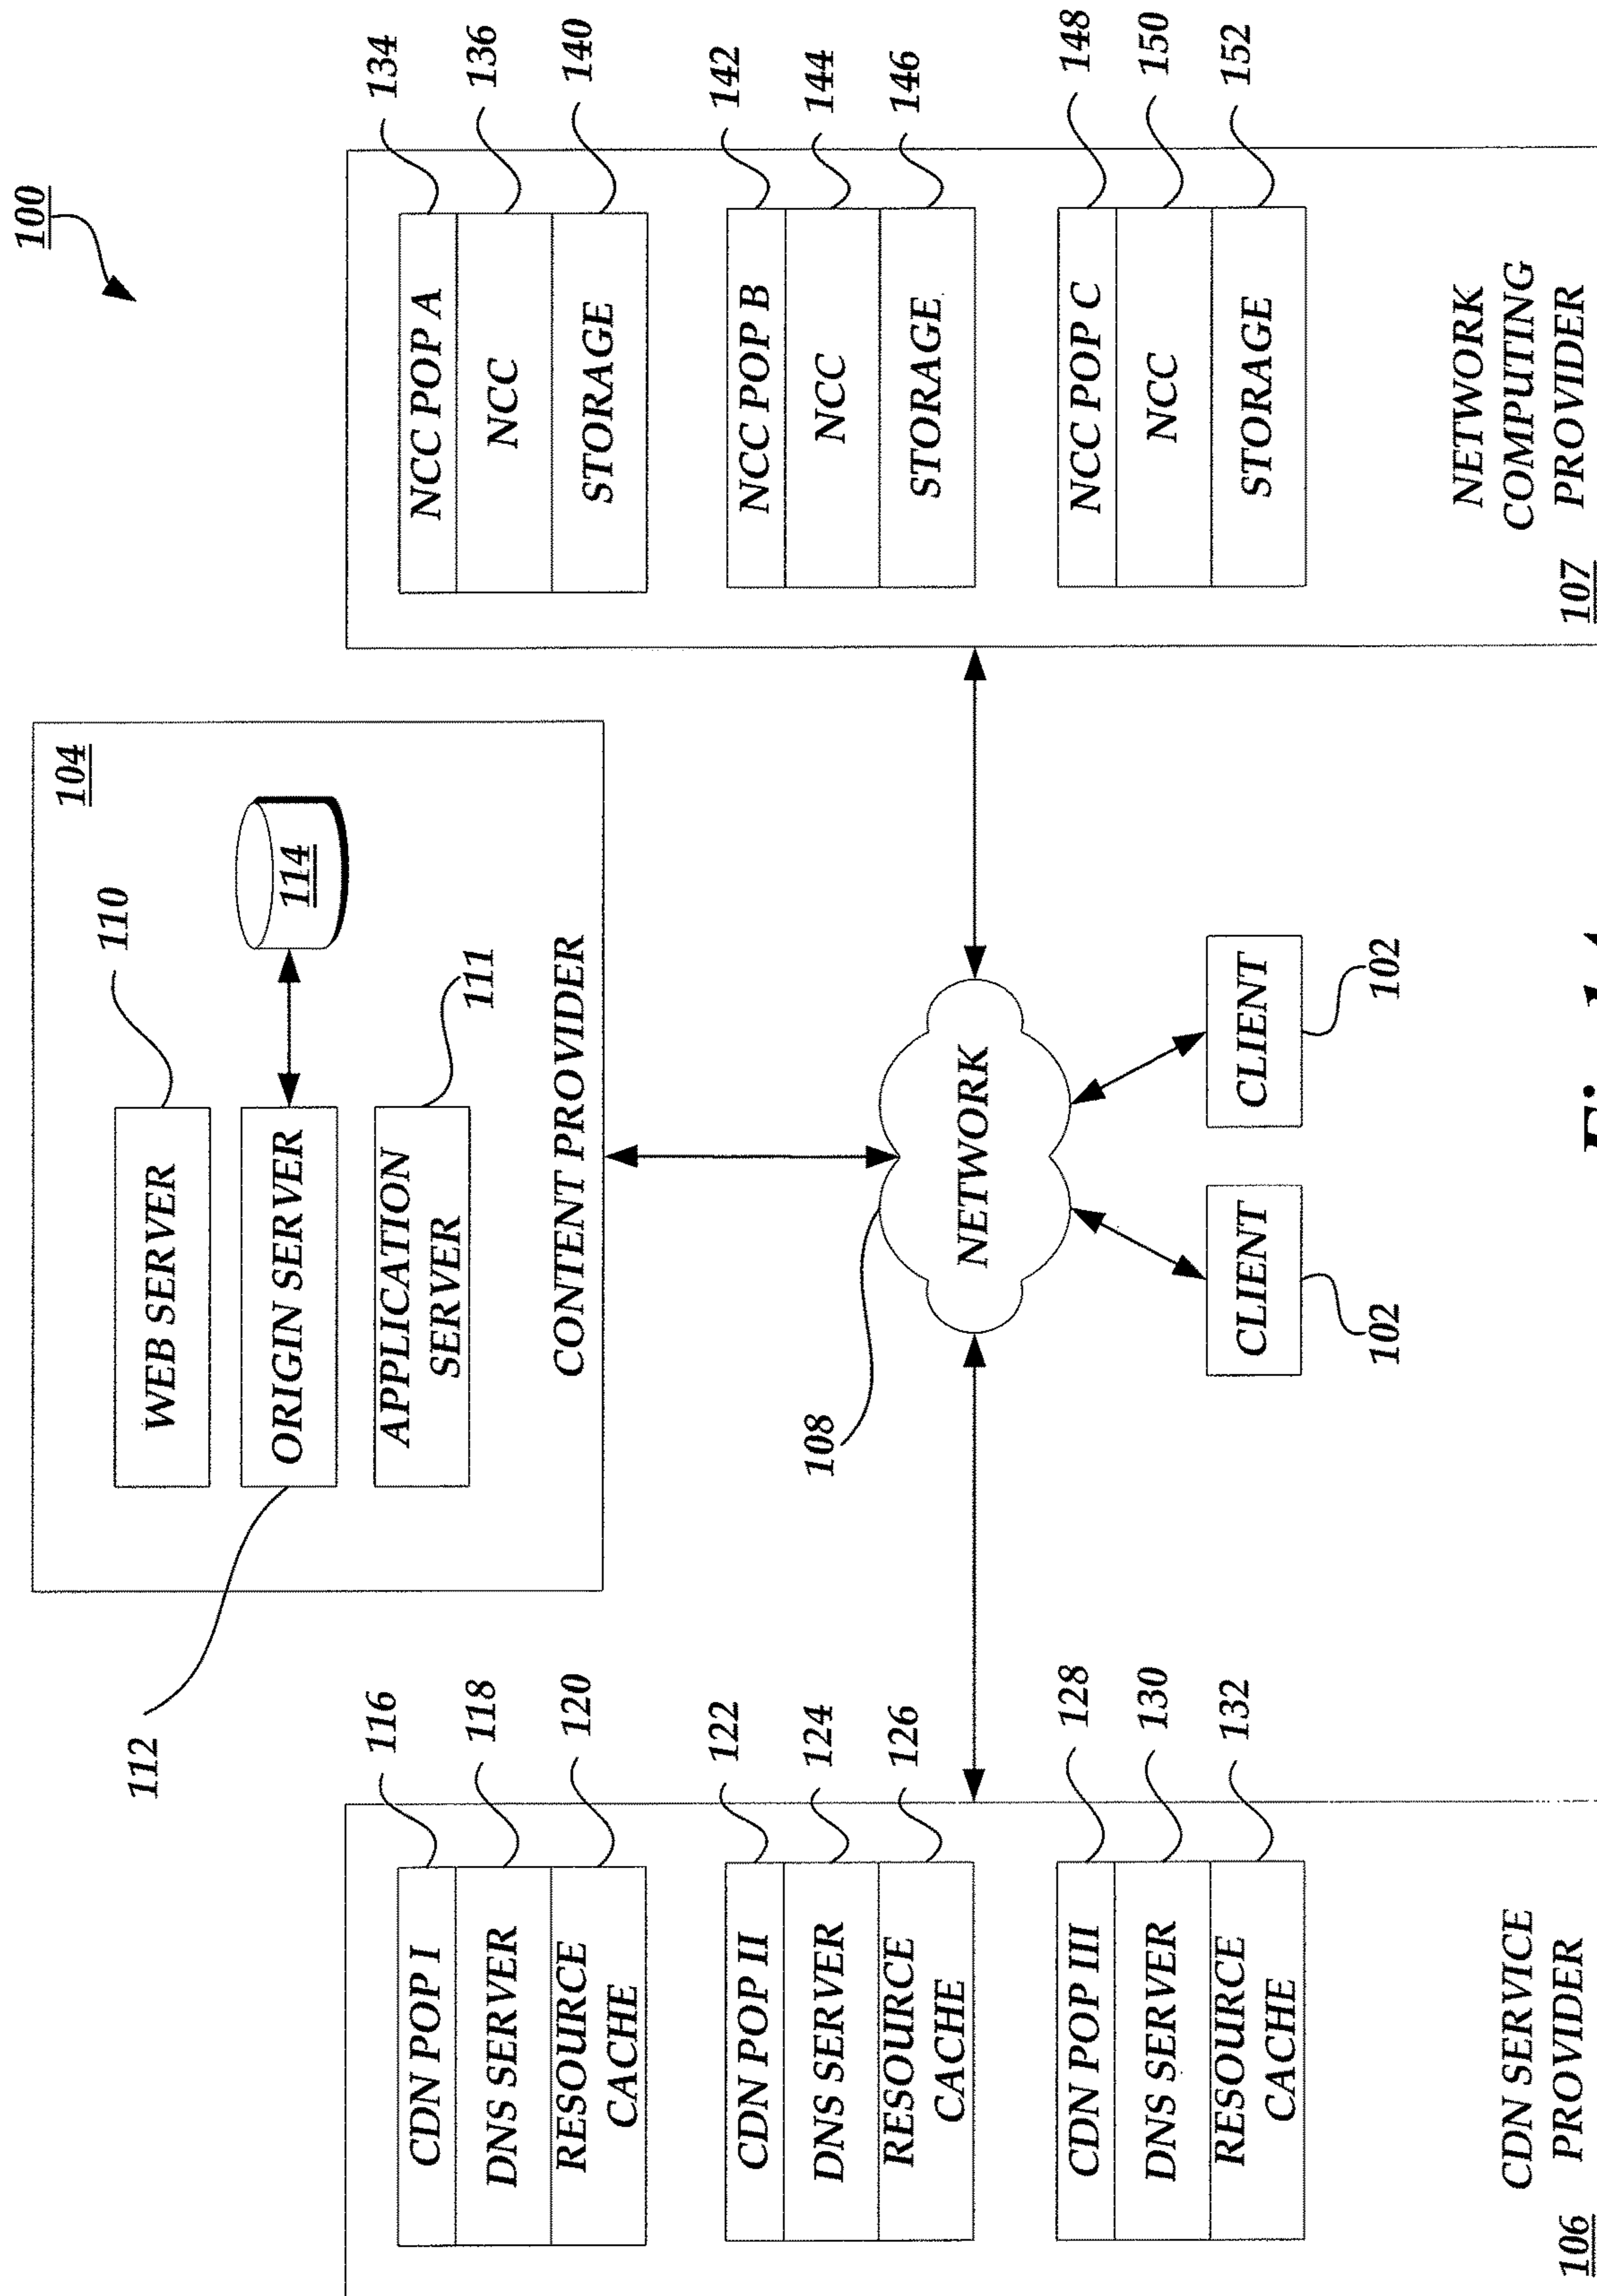 100
104
WEB SERVER
110
ORIGIN SERVER
114
112
APPLICATION
SERVER
111
CONTENT PROVIDER
CDN POP I
116
DNS SERVER
118
RESOURCE
CACHE
120
CDN POP II
122
DNS SERVER
124
RESOURCE
CACHE
126
CDN POP III
128
DNS SERVER
130
RESOURCE
CACHE
132
CDN SERVICE
PROVIDER
106
108
NETWORK
CLIENT
102
CLIENT
102
NCC POP A
134
NCC
136
STORAGE
140
NCC POP B
142
NCC
144
STORAGE
146
NCC POP C
148
NCC
150
STORAGE
152
NETWORK
COMPUTING
PROVIDER
107